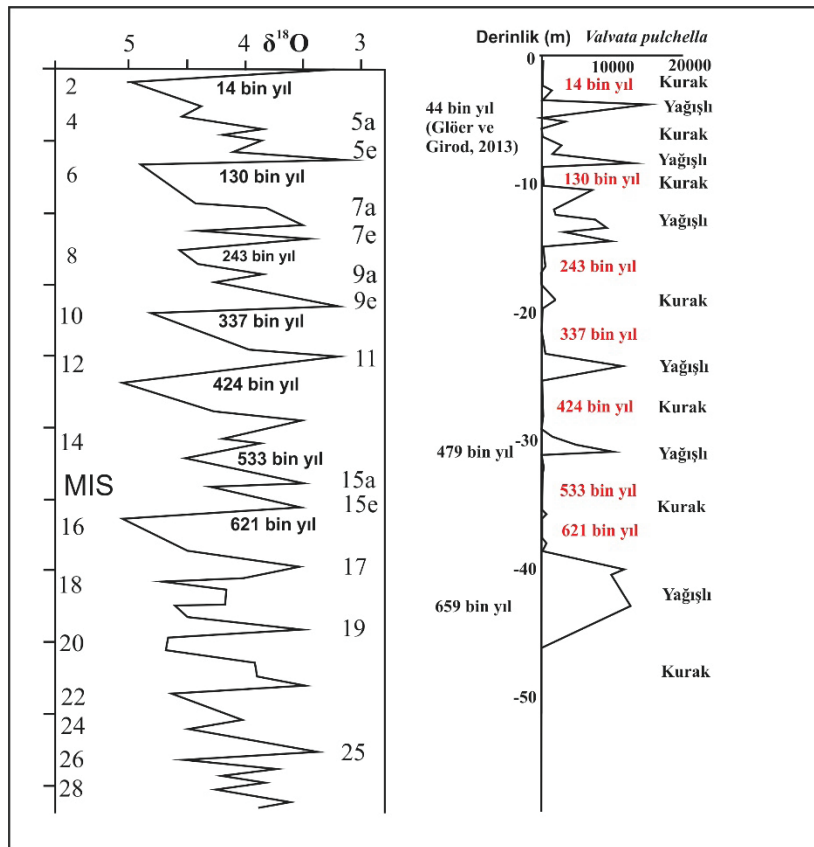 5
4
δ18O
3
2
14 bin yıl
4
5a
5e
6
130 bin yıl
7a
7e
8
243 bin yıl
9a
9e
10
337 bin yıl
11
12
424 bin yıl
14
533 bin yıl
MIS
15a
15e
16
621 bin yıl
17
18
19
20
22
24
25
26
28
Derinlik (m)
Valvata pulchella
0
10000
20000
14 bin yıl
Kurak
44 bin yıl
(Glöer ve
Girod, 2013)
Yağışlı
Kurak
Yağışlı
-10
130 bin yıl
Kurak
Yağışlı
243 bin yıl
Kurak
-20
337 bin yıl
Yağışlı
424 bin yıl
Kurak
-30
479 bin yıl
Yağışlı
533 bin yıl
Kurak
621 bin yıl
-40
659 bin yıl
Yağışlı
Kurak
-50